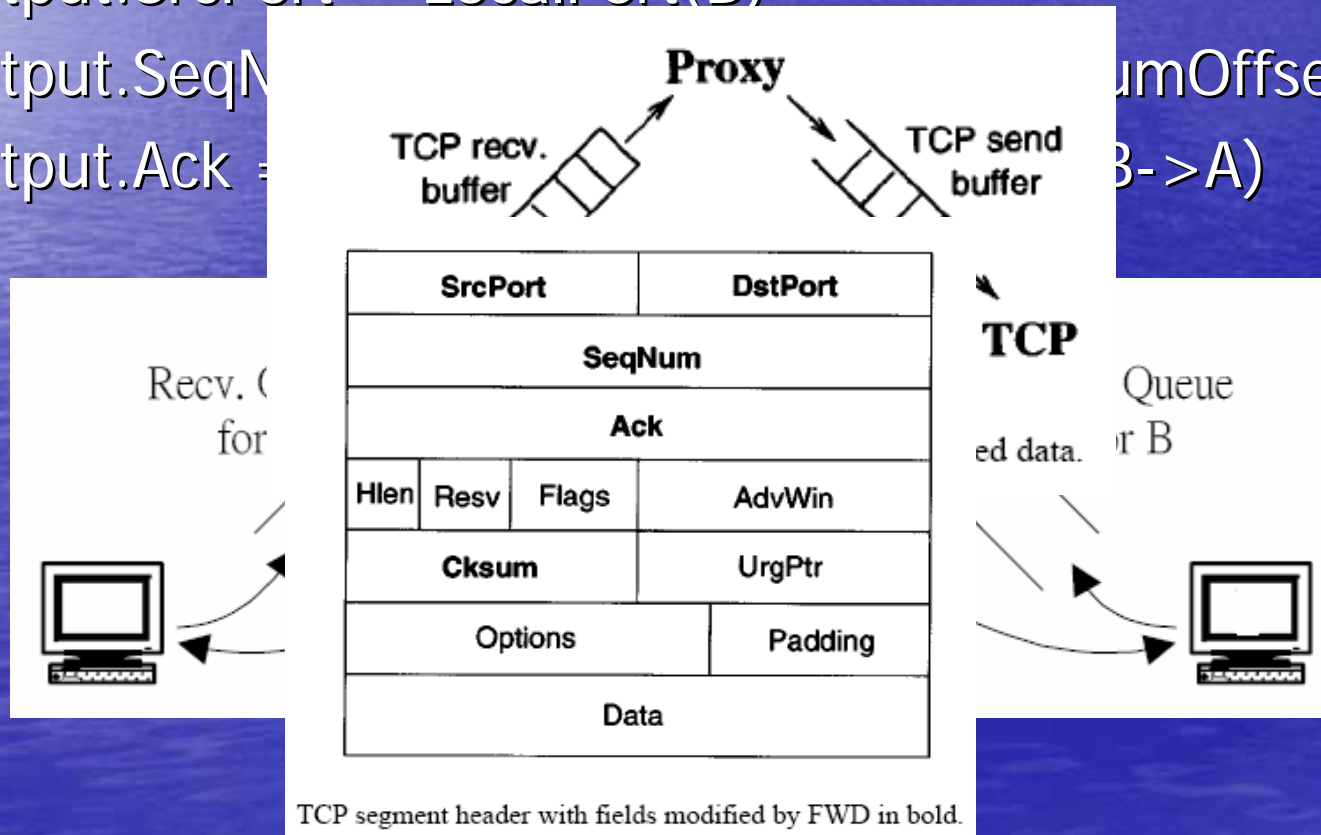 tput.SrcPort = LocalPort(B)
tput.SeqN umOffse
tput.Ack = B->A)
Proxy
TCP recv.
buffer
TCP send
buffer
TCP
ed data.
Recv.
for
Queue
r B
SrcPort DstPort
SeqNum
Ack
Hlen Resv Flags AdvWin
Cksum UrgPtr
Options Padding
Data
TCP segment header with fields modified by FWD in bold.